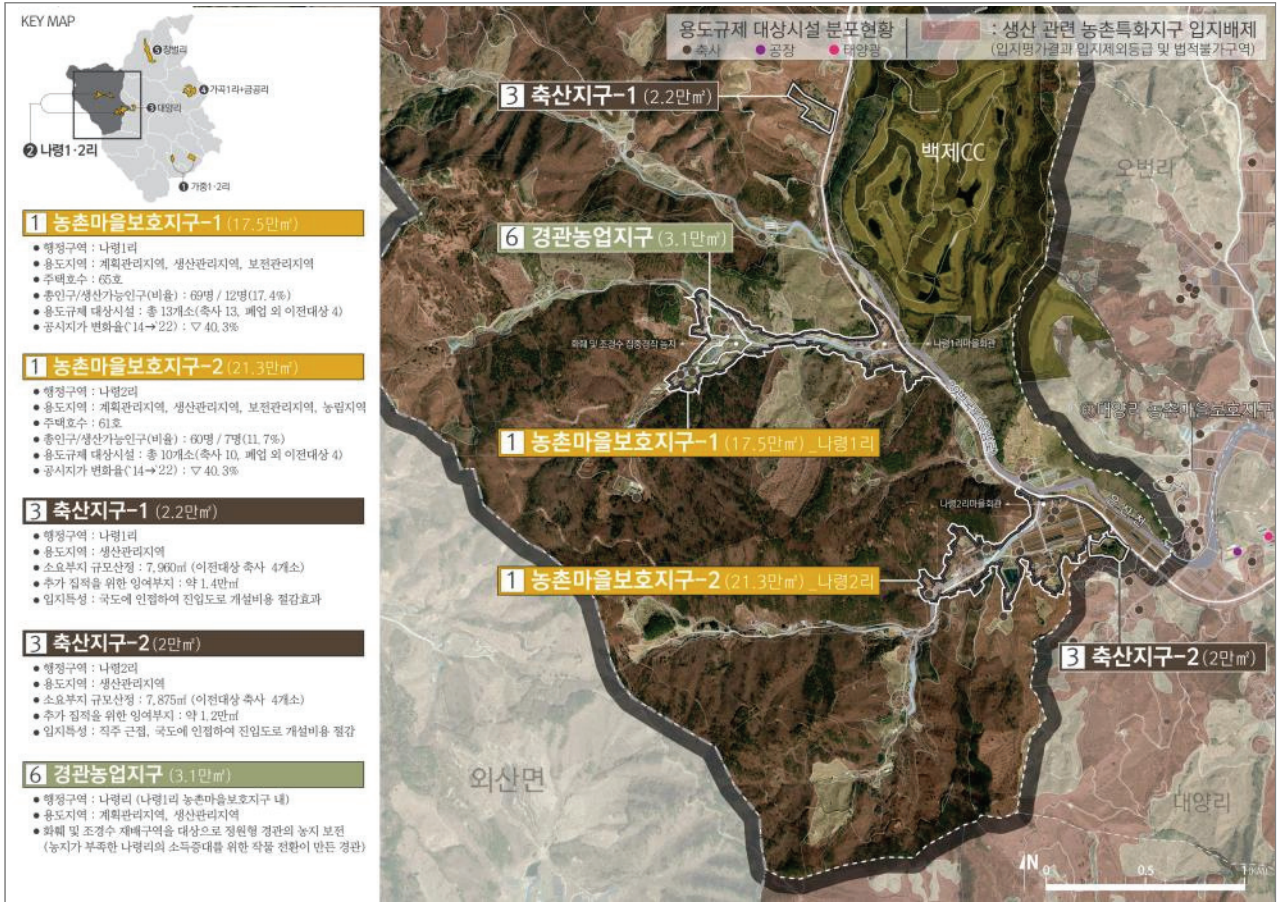 KEY MAP
⑤ 장벌리
④ 가곡1리+금공리
③ 대양리
❷ 나령1·2리
① 가중1·2리
1 농촌마을보호지구-1 (17.5만㎡)
● 행정구역 : 나령1리
● 용도지역 : 계획관리지역, 생산관리지역, 보전관리지역
● 주택호수 : 65호
● 총인구/생산가능인구(비율) : 69명 / 12명(17.4%)
● 용도규제 대상시설 : 총 13개소(축사 13, 폐업 외 이전대상 4)
● 공시지가 변화율('14→'22) : ▽ 40.3%
1 농촌마을보호지구-2 (21.3만㎡)
● 행정구역 : 나령2리
● 용도지역 : 계획관리지역, 생산관리지역, 보전관리지역, 농림지역
● 주택호수 : 61호
● 총인구/생산가능인구(비율) : 60명 / 7명(11.7%)
● 용도규제 대상시설 : 총 10개소(축사 10, 폐업 외 이전대상 4)
● 공시지가 변화율('14→'22) : ▽ 40.3%
3 축산지구-1 (2.2만㎡)
● 행정구역 : 나령1리
● 용도지역 : 생산관리지역
● 소요부지 규모산정 : 7,960㎡ (이전대상 축사 4개소)
● 추가 집적을 위한 잉여부지 : 약 1.4만㎡
● 입지특성 : 국도에 인접하여 진입도로 개설비용 절감효과
3 축산지구-2 (2만㎡)
● 행정구역 : 나령2리
● 용도지역 : 생산관리지역
● 소요부지 규모산정 : 7,875㎡ (이전대상 축사 4개소)
● 추가 집적을 위한 잉여부지 : 약 1.2만㎡
● 입지특성 : 직주 근접, 국도에 인접하여 진입도로 개설비용 절감
6 경관농업지구 (3.1만㎡)
● 행정구역 : 나령리 (나령1리 농촌마을보호지구 내)
● 용도지역 : 계획관리지역, 생산관리지역
● 화훼 및 조경수 재배구역을 대상으로 정원형 경관의 농지 보전
(농지가 부족한 나령리의 소득증대를 위한 작물 전환이 만든 경관)
용도규제 대상시설 분포현황
● 축사 ● 공장 ● 태양광
: 생산 관련 농촌특화지구 입지배제
(입지평가결과 입지제외등급 및 법적불가구역)
3 축산지구-1 (2.2만㎡)
백제CC
오번리
6 경관농업지구 (3.1만㎡)
화훼 및 조경수 집중경작 농지
나령1리마을회관
대양리 농촌마을보호지구
1 농촌마을보호지구-1 (17.5만㎡)_나령1리
나령2리마을회관
1 농촌마을보호지구-2 (21.3만㎡)_나령2리
3 축산지구-2 (2만㎡)
외산면
대양리
N
0 0.5 1